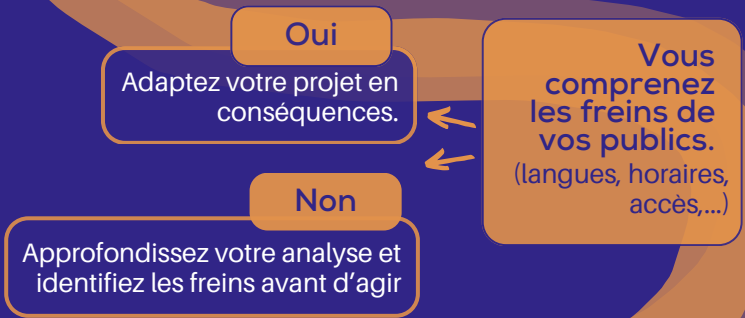 Vous
comprenez
les freins de
vos publics.
(langues, horaires,
accès,...)
Oui
Adaptez votre projet en
conséquences.
Non
Approfondissez votre analyse et
identifiez les freins avant d'agir